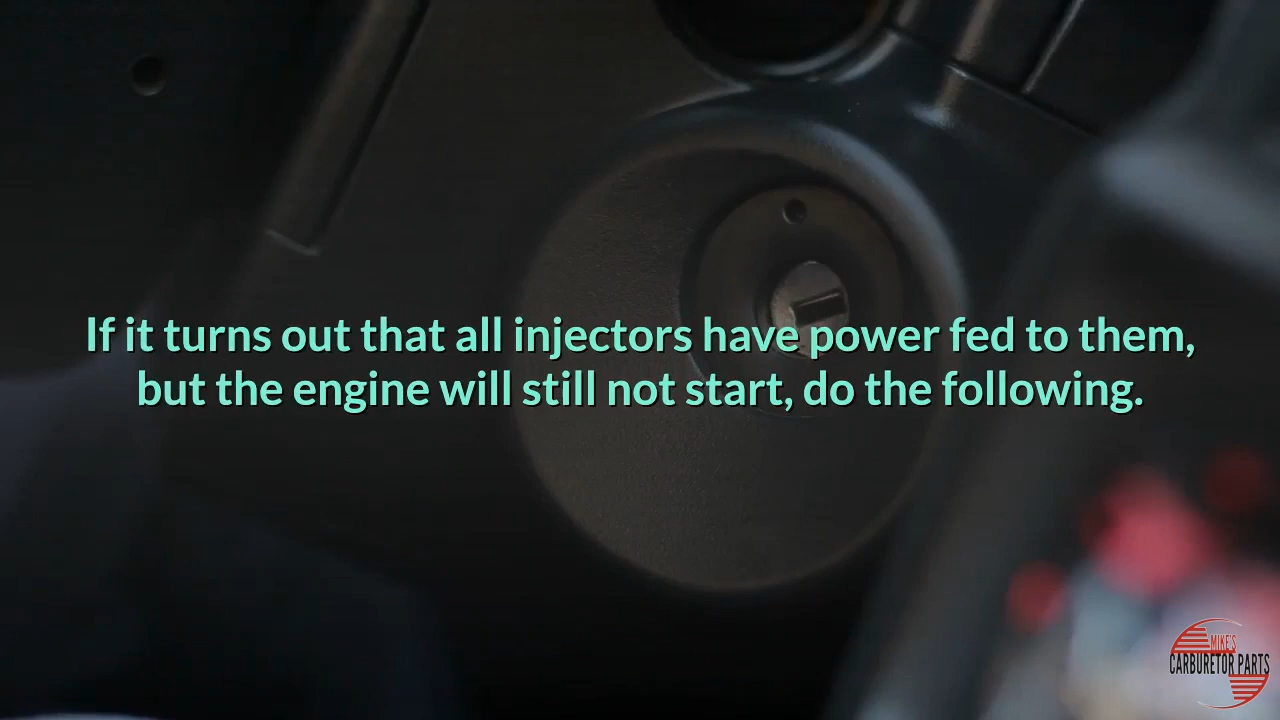 If it turns out that all injectors have power fed to them,
but the engine will still not start, do the following.
MIKE'S
CARBURETOR PARTS